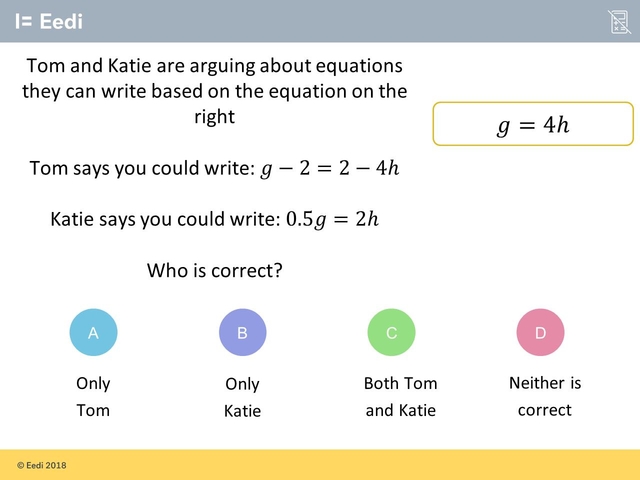 Eedi
Tom and Katie are arguing about equations
they can write based on the equation on the
right
g = 4h
Tom says you could write: g − 2 = 2 − 4h
Katie says you could write: 0.5g = 2h
Who is correct?
A B C D
Only Only Both Tom Neither is
Tom Katie and Katie correct
© Eedi 2018